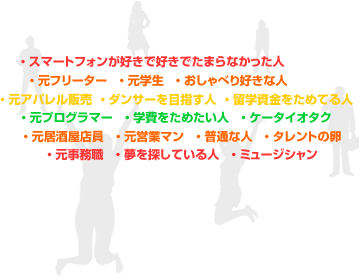 ・スマートフォンが好きで好きでたまらなかった人
・元フリーター ・元学生 ・おしゃべり好きな人
・元アパレル販売 ・ダンサーを目指す人 ・留学資金をためてる人
・元プログラマー ・学費をためたい人 ・ケータイオタク
・元居酒屋店員 ・元営業マン ・普通な人 ・タレントの卵
・元事務職 ・夢を探している人 ・ミュージシャン